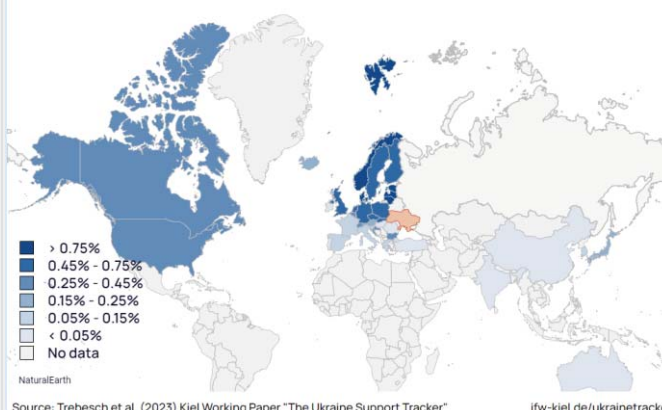 > 0.75%
0.45% - 0.75%
0.25% - 0.45%
0.15% - 0.25%
0.05% - 0.15%
< 0.05%
No data
NaturalEarth
Source: Trebesch et al. (2023) Kiel Working Paper "The Ukraine Support Tracker"
ifw-kiel.de/ukrainetracke